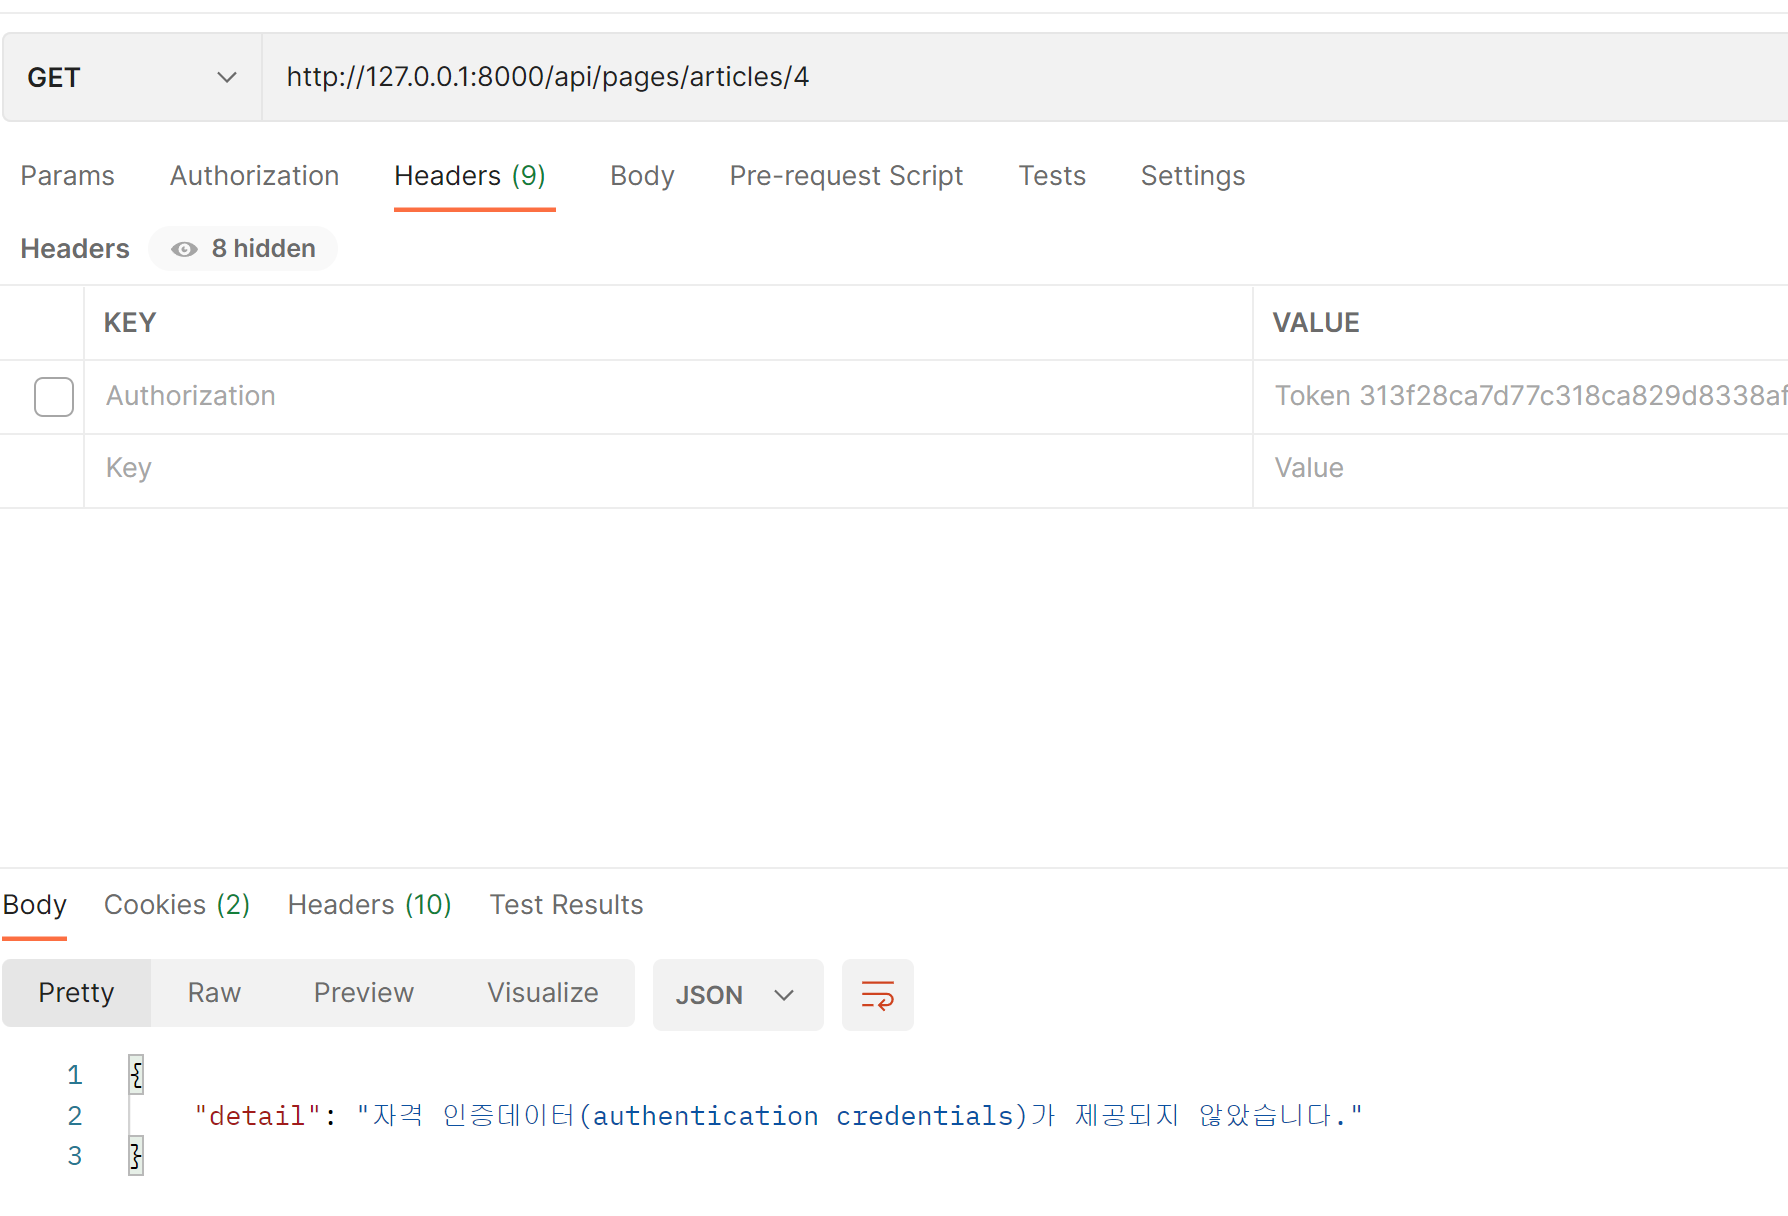 GET http://127.0.0.1:8000/api/pages/articles/4
Params Authorization Headers (9) Body Pre-request Script Tests Settings
Headers 8 hidden
KEY VALUE
Authorization Token 313f28ca7d77c318ca829d8338af
Key Value
Body Cookies (2) Headers (10) Test Results
Pretty Raw Preview Visualize JSON
1 {
2 "detail": "자격 인증데이터(authentication credentials)가 제공되지 않았습니다."
3 }